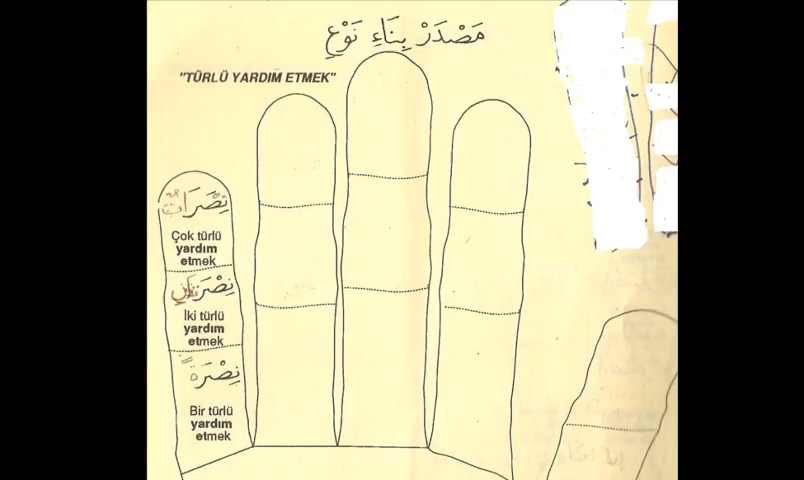 مَصْدَرْ بِنَاءِ نَوْعِ
"TÜRLÜ YARDIM ETMEK"
نِصَرَاتٌ
Çok türlü
yardım
etmek
نِصْرَتَانِ
İki türlü
yardım
etmek
نِصْرَةً
Bir türlü
yardım
etmek